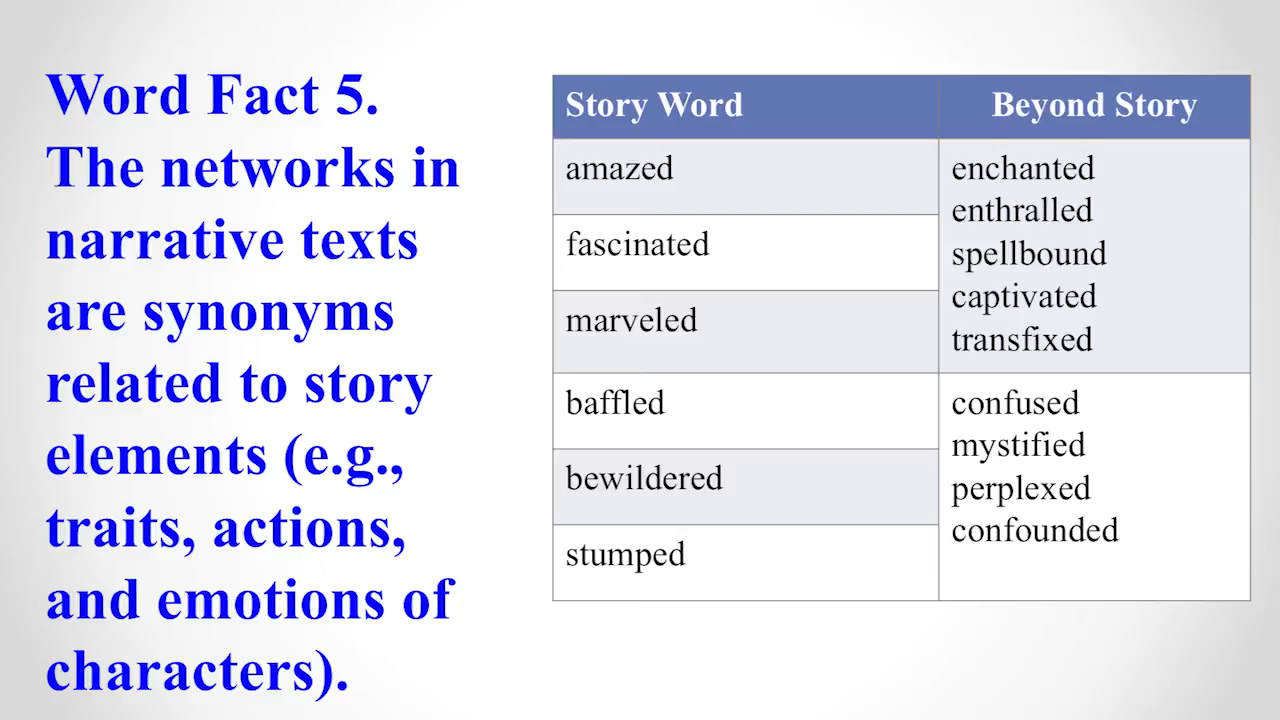 Word Fact 5.
The networks in
narrative texts
are synonyms
related to story
elements (e.g.,
traits, actions,
and emotions of
characters).
Story Word
Beyond Story
amazed
fascinated
marveled
enchanted
enthralled
spellbound
captivated
transfixed
baffled
bewildered
stumped
confused
mystified
perplexed
confounded